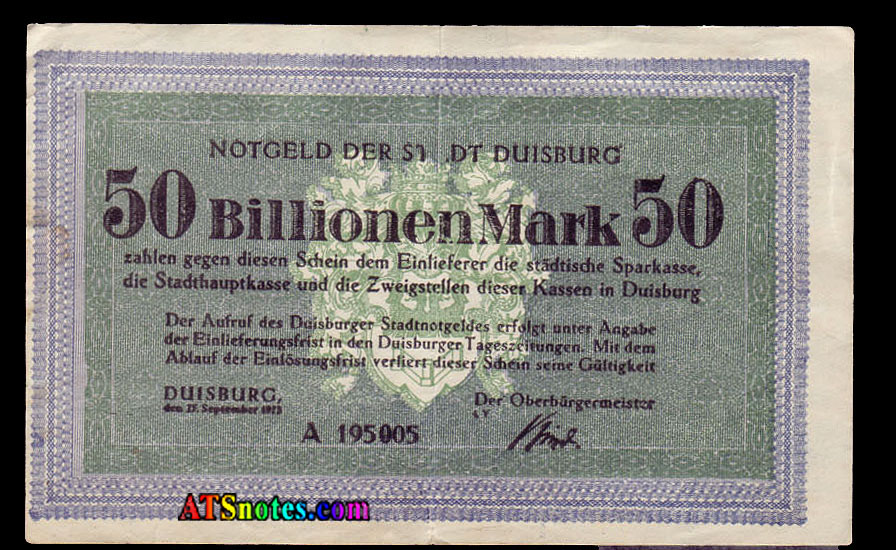 NOTGELD DER ST DT DUISBURG
50 Billionen Mark 50
zahlen gegen diesen Schein dem Einlieferer die städtische Sparkasse,
die Stadthauptkasse und die Zweigstellen dieser Kassen in Duisburg
Der Aufruf des Duisburger Stadtnotgeldes erfolgt unter Angabe
der Einlieferungsfrist in den Duisburger Tageszeitungen. Mit dem
Ablauf der Einlösungsfrist verliert dieser Schein seine Gültigkeit
DUISBURG,
den September
Der Oberbürgermeister
A 195005
ATSnotes.com